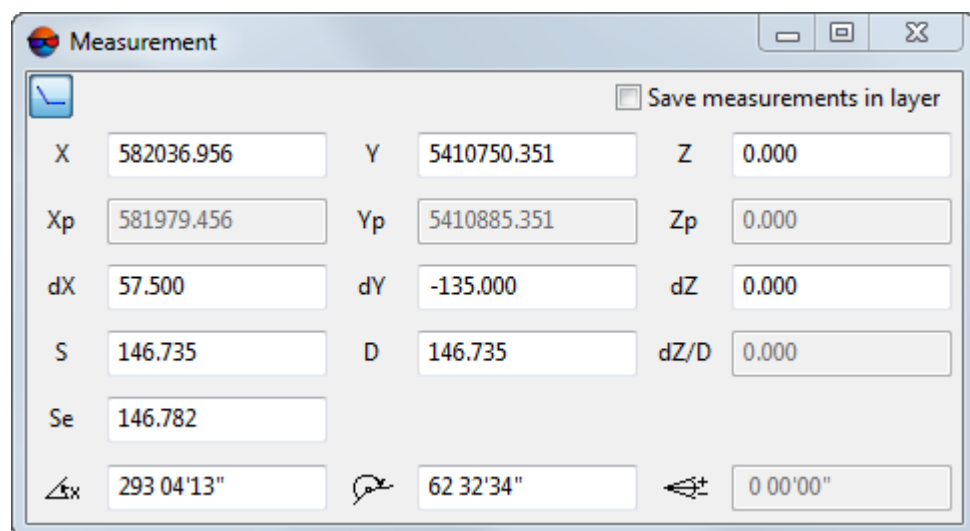 Measurement
Save measurements in layer
X 582036.956 Y 5410750.351 Z 0.000
Xp 581979.456 Yp 5410885.351 Zp 0.000
dX 57.500 dY -135.000 dZ 0.000
S 146.735 D 146.735 dZ/D 0.000
Se 146.782
x 293 04'13" 62 32'34" 0 00'00"